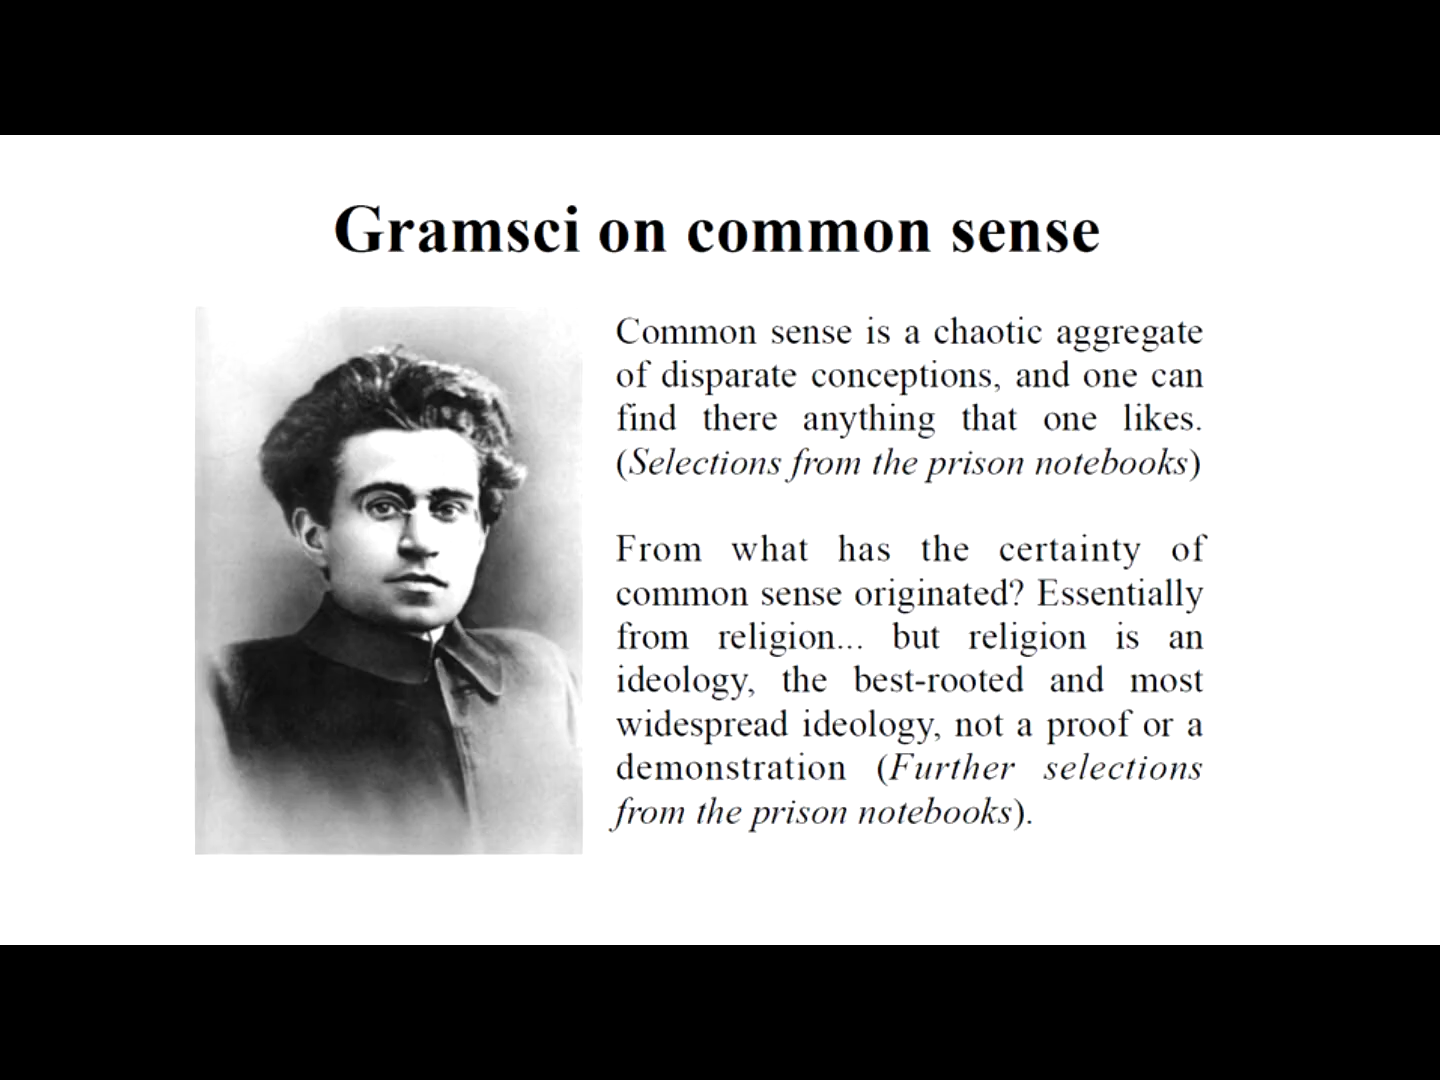 Gramsci on common sense
Common sense is a chaotic aggregate
of disparate conceptions, and one can
find there anything that one likes.
(Selections from the prison notebooks)
From what has the certainty of
common sense originated? Essentially
from religion... but religion is an
ideology, the best-rooted and most
widespread ideology, not a proof or a
demonstration (Further selections
from the prison notebooks).